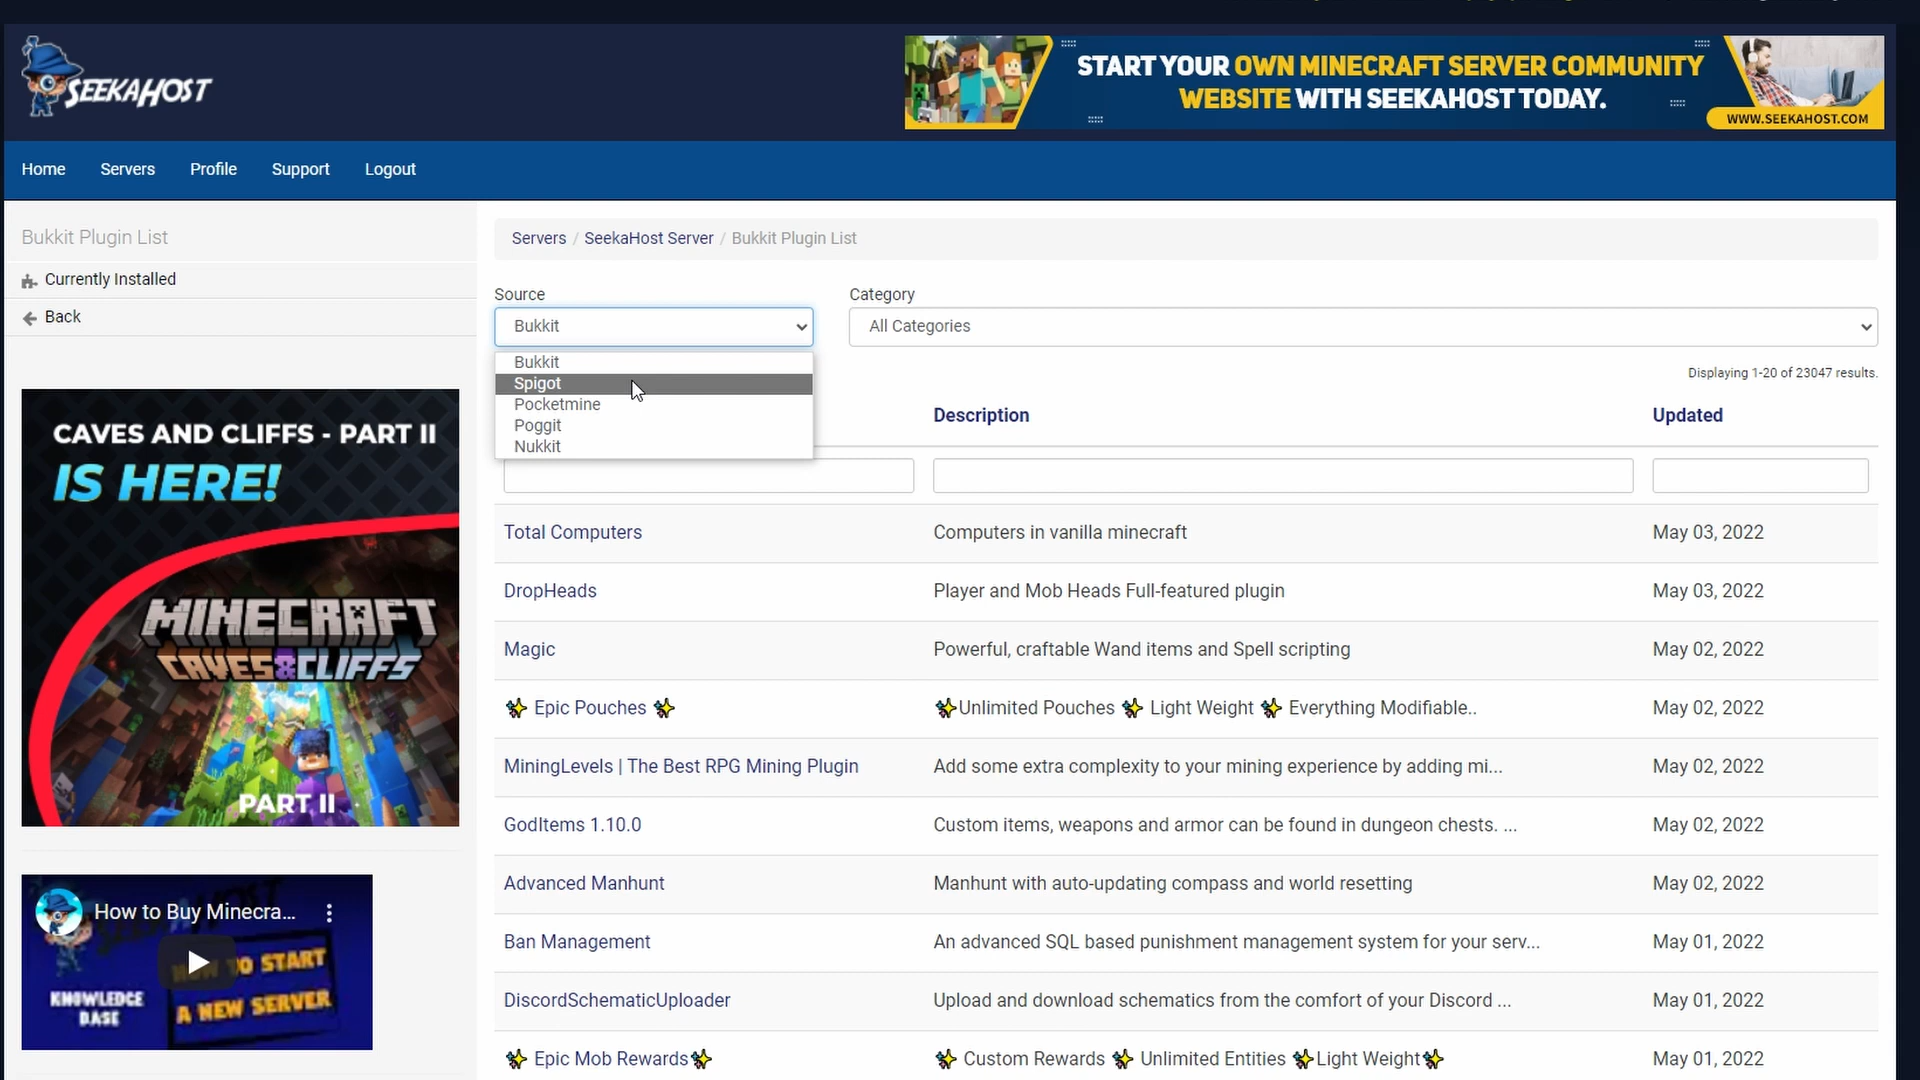 SEEKAHOST
START YOUR OWN MINECRAFT SERVER COMMUNITY
WEBSITE WITH SEEKAHOST TODAY.
WWW.SEEKAHOST.COM
Home Servers Profile Support Logout
Bukkit Plugin List
Currently Installed
Back
CAVES AND CLIFFS - PART II
IS HERE!
MINECRAFT
CAVES & CLIFFS
PART II
How to Buy Minecra...
HOW TO START
A NEW SERVER
KNOWLEDGE
BASE
Servers / SeekaHost Server / Bukkit Plugin List
Source Category
Bukkit All Categories
Bukkit
Spigot
Pocketmine
Poggit
Nukkit
Displaying 1-20 of 23047 results.
Description Updated
Total Computers Computers in vanilla minecraft May 03, 2022
DropHeads Player and Mob Heads Full-featured plugin May 03, 2022
Magic Powerful, craftable Wand items and Spell scripting May 02, 2022
✨ Epic Pouches ✨ ✨Unlimited Pouches ✨ Light Weight ✨ Everything Modifiable.. May 02, 2022
MiningLevels | The Best RPG Mining Plugin Add some extra complexity to your mining experience by adding mi... May 02, 2022
GodItems 1.10.0 Custom items, weapons and armor can be found in dungeon chests. ... May 02, 2022
Advanced Manhunt Manhunt with auto-updating compass and world resetting May 02, 2022
Ban Management An advanced SQL based punishment management system for your serv... May 01, 2022
DiscordSchematicUploader Upload and download schematics from the comfort of your Discord ... May 01, 2022
✨ Epic Mob Rewards✨ ✨ Custom Rewards ✨ Unlimited Entities ✨Light Weight✨ May 01, 2022